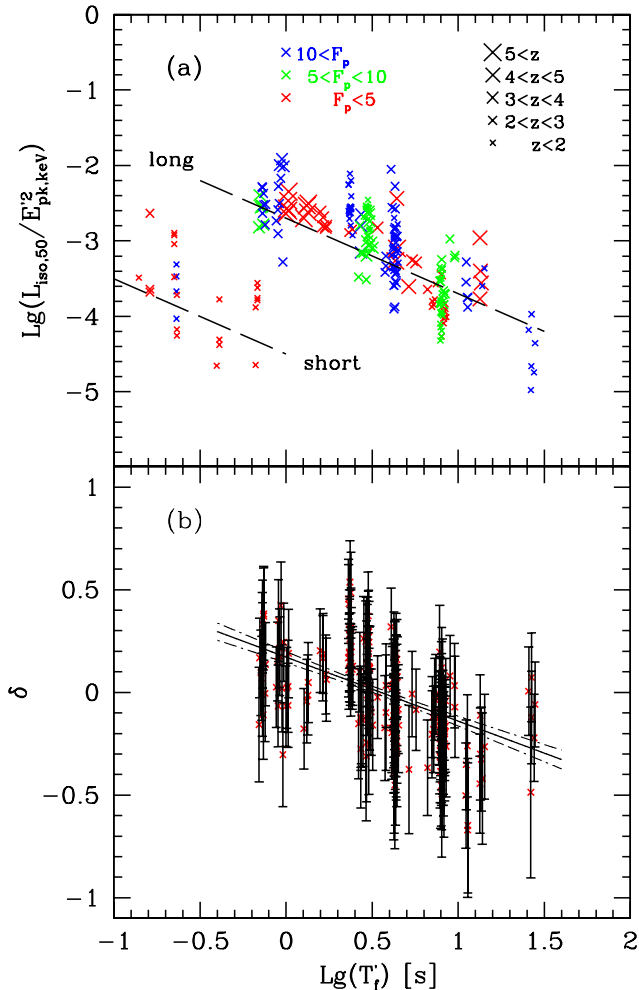 0
-1
-2
-3
-4
-5
Lg(L_iso,50/E'^2_pk,keV)
(a)
10<F_p
5<F_p<10
F_p<5
5<z
4<z<5
3<z<4
2<z<3
z<2
long
short
1
0.5
0
-0.5
-1
δ
(b)
-1 -0.5 0 0.5 1 1.5 2
Lg(T'_f) [s]